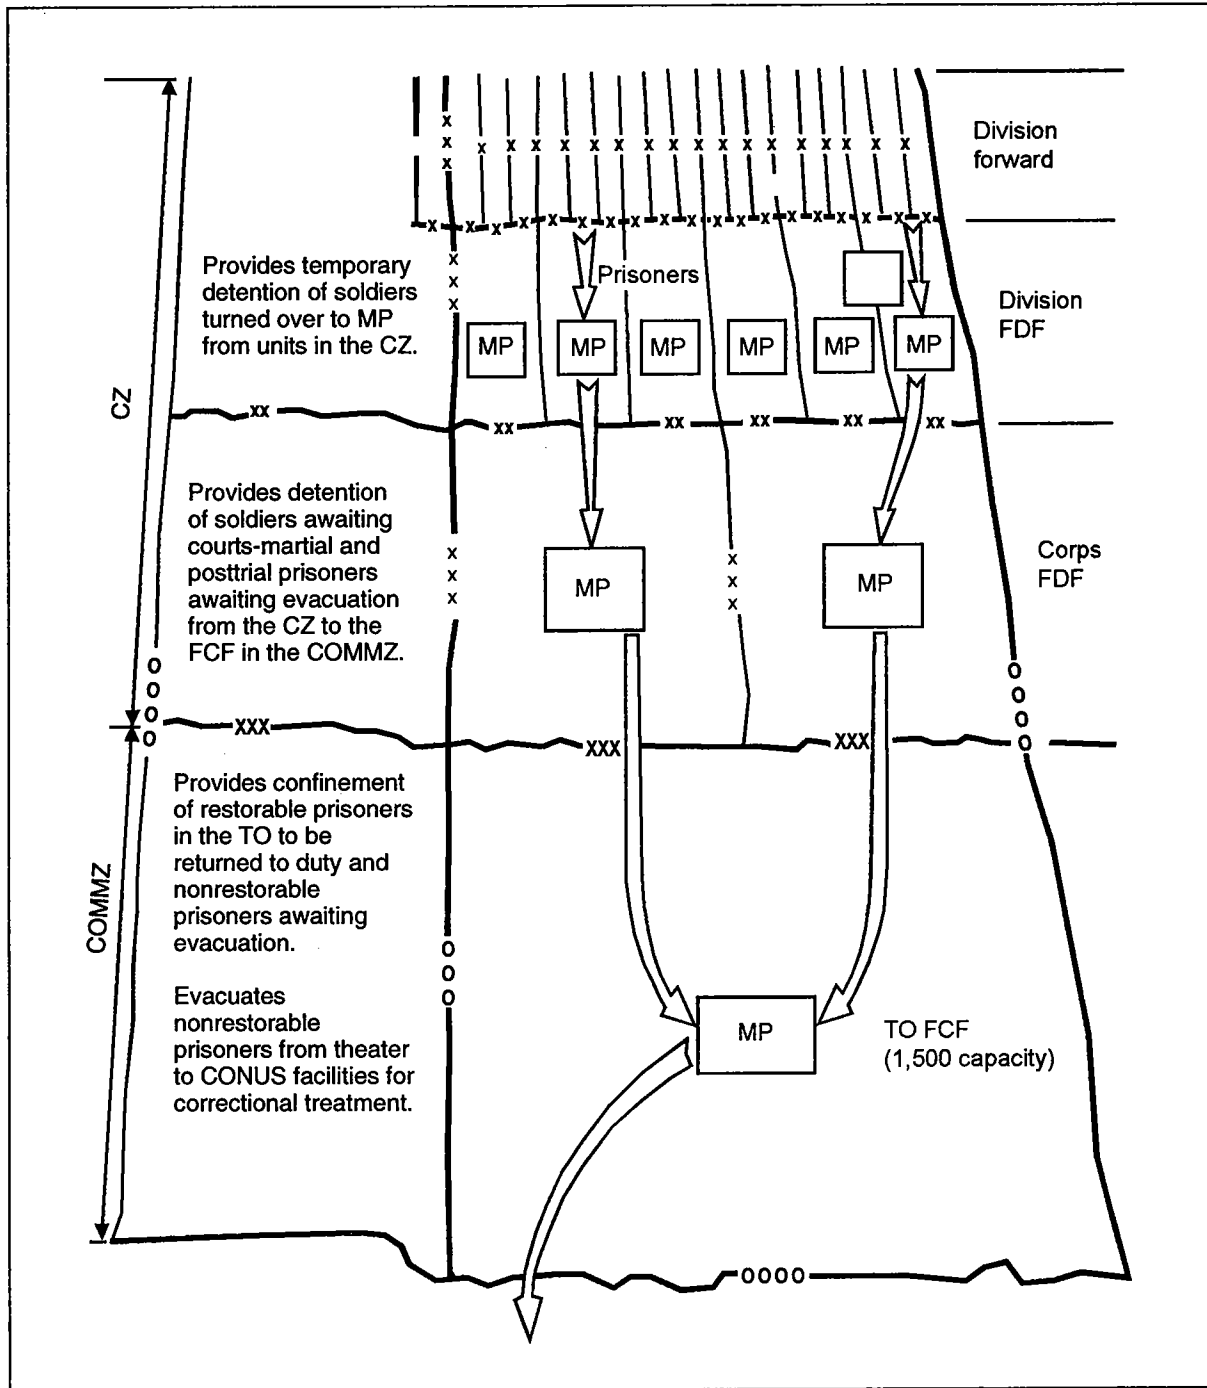 Division
forward
Provides temporary
detention of soldiers
turned over to MP
from units in the CZ.
Prisoners
MP
MP
MP
MP
MP
MP
Division
FDF
CZ
XX
XX
XX
XX
XX
Provides detention
of soldiers awaiting
courts-martial and
posttrial prisoners
awaiting evacuation
from the CZ to the
FCF in the COMMZ.
MP
MP
Corps
FDF
XXX
XXX
XXX
COMMZ
Provides confinement
of restorable prisoners
in the TO to be
returned to duty and
nonrestorable
prisoners awaiting
evacuation.
Evacuates
nonrestorable
prisoners from theater
to CONUS facilities for
correctional treatment.
MP
TO FCF
(1,500 capacity)
OOOO